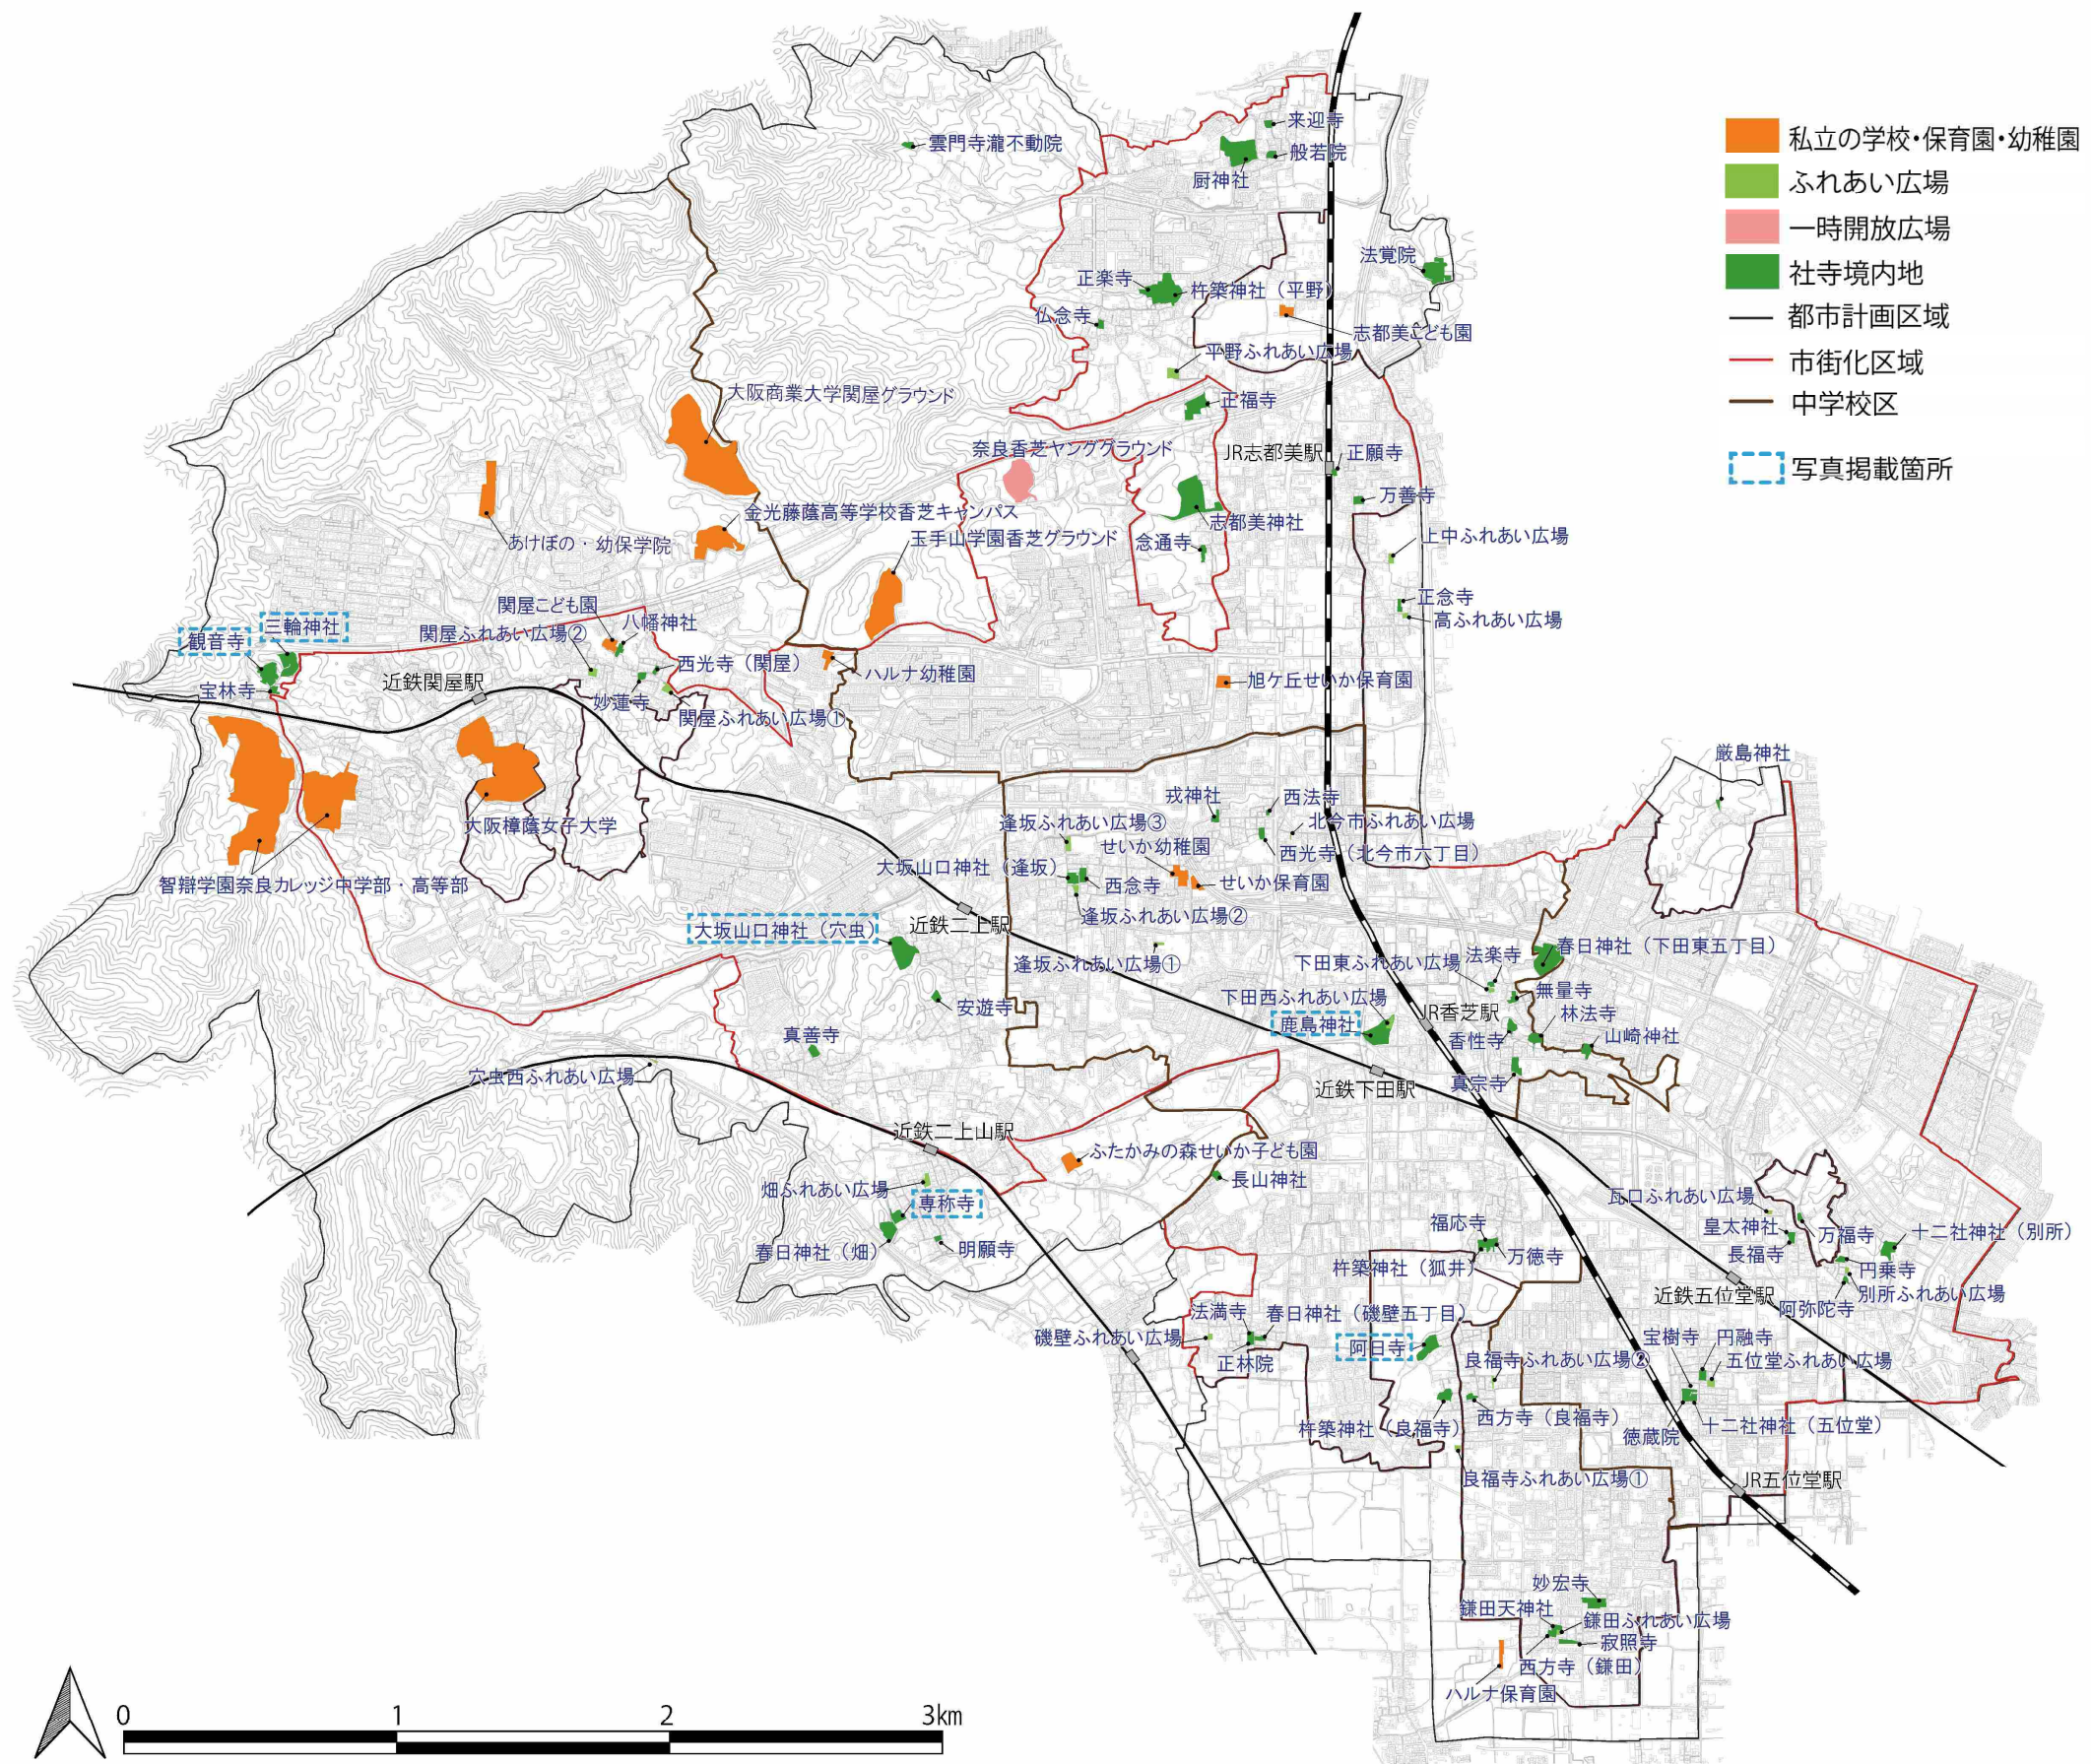 私立の学校・保育園・幼稚園
ふれあい広場
一時開放広場
社寺境内地
都市計画区域
市街化区域
中学校区
写真掲載箇所
来迎寺
雲門寺瀧不動院
般若院
厨神社
法覚院
正楽寺
杵築神社（平野）
仏念寺
志都美こども園
平野ふれあい広場
大阪商業大学関屋グラウンド
正福寺
奈良香芝ヤンググラウンド
JR志都美駅
正願寺
万善寺
金光藤蔭高等学校香芝キャンパス
志都美神社
上中ふれあい広場
あけぼの・幼保学院
玉手山学園香芝グラウンド
念通寺
関屋こども園
正念寺
高ふれあい広場
三輪神社
八幡神社
関屋ふれあい広場②
観音寺
西光寺（関屋）
ハルナ幼稚園
旭ケ丘せいか保育園
近鉄関屋駅
宝林寺
妙蓮寺
関屋ふれあい広場①
厳島神社
戎神社
西法寺
逢坂ふれあい広場③
北今市ふれあい広場
大阪樟蔭女子大学
せいか幼稚園
西光寺（北今市六丁目）
大坂山口神社（逢坂）
智辯学園奈良カレッジ中学部・高等部
西念寺
せいか保育園
逢坂ふれあい広場②
大坂山口神社（穴虫）
近鉄二上駅
春日神社（下田東五丁目）
法楽寺
下田東ふれあい広場
逢坂ふれあい広場①
無量寺
下田西ふれあい広場
安遊寺
JR香芝駅
林法寺
鹿島神社
真善寺
香性寺
山崎神社
穴虫西ふれあい広場
真宗寺
近鉄下田駅
近鉄二上山駅
ふたかみの森せいか子ども園
長山神社
畑ふれあい広場
専称寺
瓦口ふれあい広場
福応寺
皇太神社
万福寺
十二社神社（別所）
春日神社（畑）
明願寺
万徳寺
長福寺
杵築神社（狐井）
円乗寺
近鉄五位堂駅
別所ふれあい広場
阿弥陀寺
法満寺
春日神社（磯壁五丁目）
磯壁ふれあい広場
宝樹寺
円融寺
阿日寺
正林院
良福寺ふれあい広場②
五位堂ふれあい広場
西方寺（良福寺）
杵築神社（良福寺）
十二社神社（五位堂）
徳蔵院
良福寺ふれあい広場①
JR五位堂駅
妙宏寺
鎌田天神社
鎌田ふれあい広場
寂照寺
西方寺（鎌田）
ハルナ保育園
0 1 2 3km